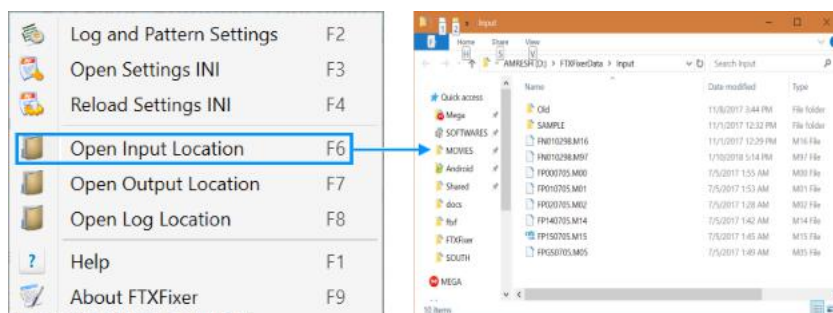 Log and Pattern Settings F2
Open Settings INI F3
Reload Settings INI F4
Open Input Location F6
Open Output Location F7
Open Log Location F8
? Help F1
About FTXFixer F9
1 2 Input
F Home Share View
H S V
AMRESH (D:) > FTXFixerData > Input Search Input
Name Date modified Type
Quick access
Mega
SOFTWARES
MOVIES
Android
Shared
docs
FTXFixer
SOUTH
MEGA
Old 11/8/2017 3:44 PM File folder
SAMPLE 11/1/2017 12:32 PM File folder
FN010298.M16 11/1/2017 12:29 PM M16 File
FN010298.M97 1/10/2018 5:14 PM M97 File
FP000705.M00 7/5/2017 1:55 AM M00 File
FP010705.M01 7/5/2017 1:53 AM M01 File
FP020705.M02 7/5/2017 1:28 AM M02 File
FP140705.M14 7/5/2017 1:42 AM M14 File
FP150705.M15 7/5/2017 1:45 AM M15 File
FPGS0705.M05 7/5/2017 1:49 AM M05 File
10 items